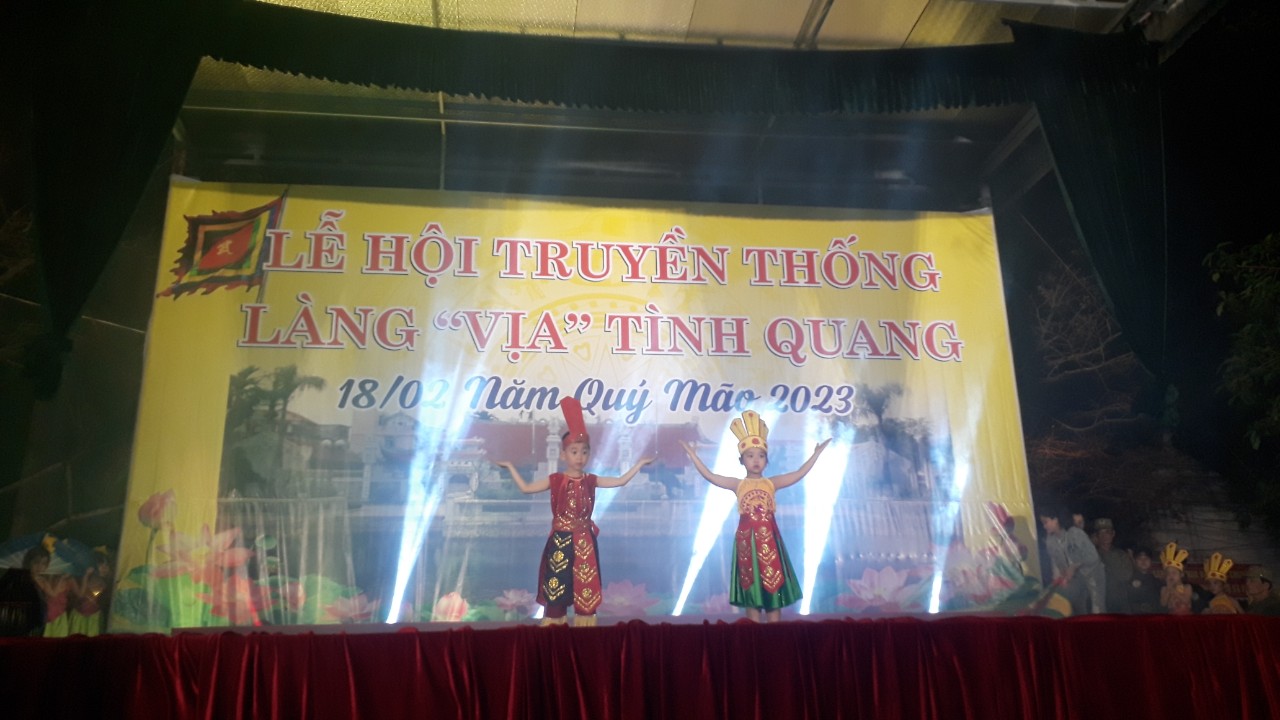 LỄ HỘI TRUYỀN THỐNG
LÀNG “VỊA” TÌNH QUANG
18/02 Năm Quý Mão 2023